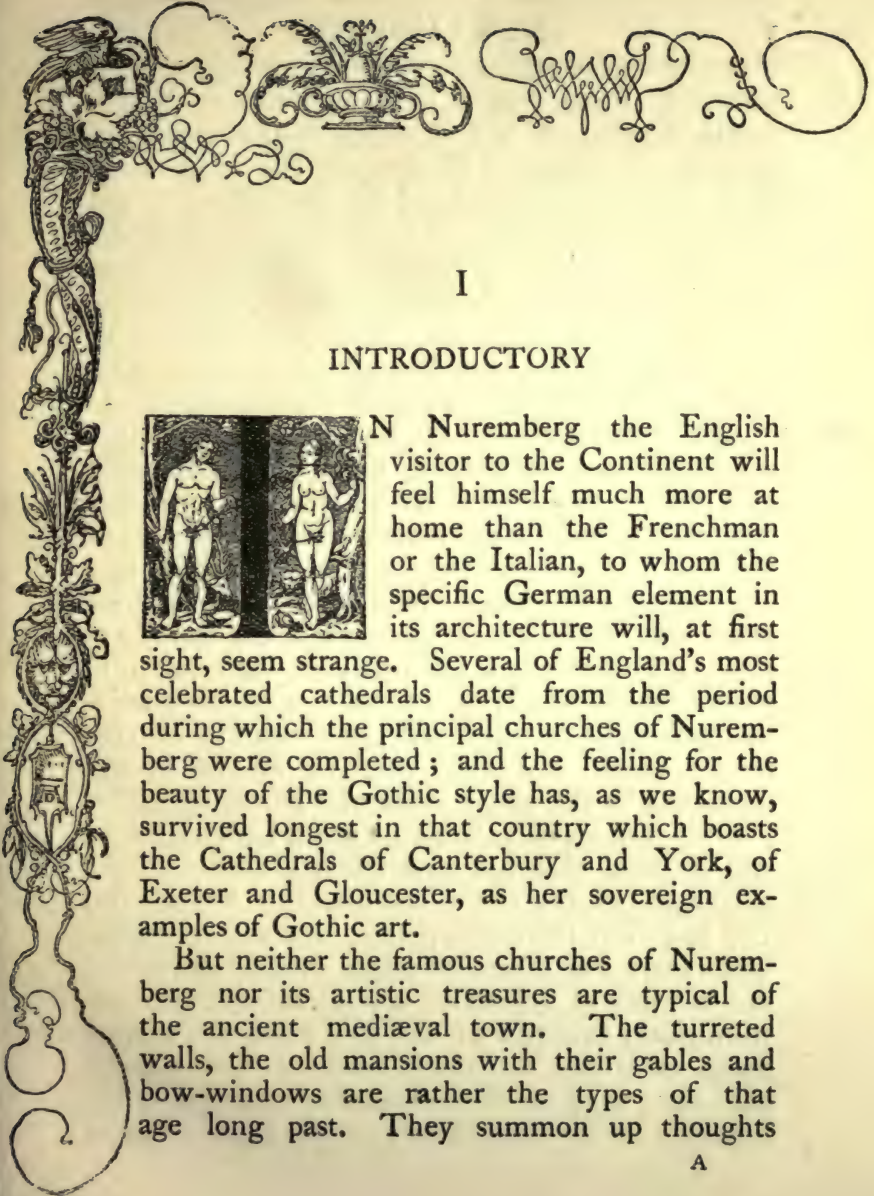 I
INTRODUCTORY
IN Nuremberg the English
visitor to the Continent will
feel himself much more at
home than the Frenchman
or the Italian, to whom the
specific German element in
its architecture will, at first
sight, seem strange. Several of England's most
celebrated cathedrals date from the period
during which the principal churches of Nurem-
berg were completed ; and the feeling for the
beauty of the Gothic style has, as we know,
survived longest in that country which boasts
the Cathedrals of Canterbury and York, of
Exeter and Gloucester, as her sovereign ex-
amples of Gothic art.
But neither the famous churches of Nurem-
berg nor its artistic treasures are typical of
the ancient mediæval town. The turreted
walls, the old mansions with their gables and
bow-windows are rather the types of that
age long past. They summon up thoughts
A